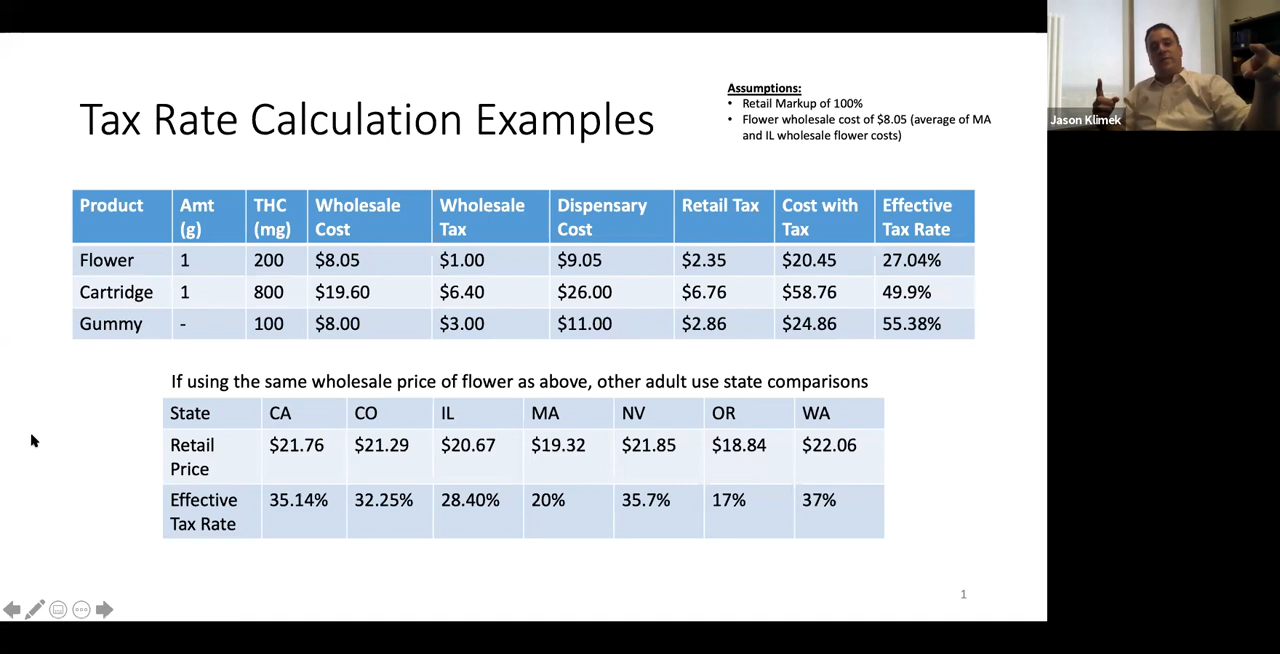 Tax Rate Calculation Examples
Assumptions:
• Retail Markup of 100%
• Flower wholesale cost of $8.05 (average of MA
and IL wholesale flower costs)
Jason Klimek
Product Amt (g) THC (mg) Wholesale Cost Wholesale Tax Dispensary Cost Retail Tax Cost with Tax Effective Tax Rate
Flower 1 200 $8.05 $1.00 $9.05 $2.35 $20.45 27.04%
Cartridge 1 800 $19.60 $6.40 $26.00 $6.76 $58.76 49.9%
Gummy - 100 $8.00 $3.00 $11.00 $2.86 $24.86 55.38%
If using the same wholesale price of flower as above, other adult use state comparisons
State CA CO IL MA NV OR WA
Retail Price $21.76 $21.29 $20.67 $19.32 $21.85 $18.84 $22.06
Effective Tax Rate 35.14% 32.25% 28.40% 20% 35.7% 17% 37%
1